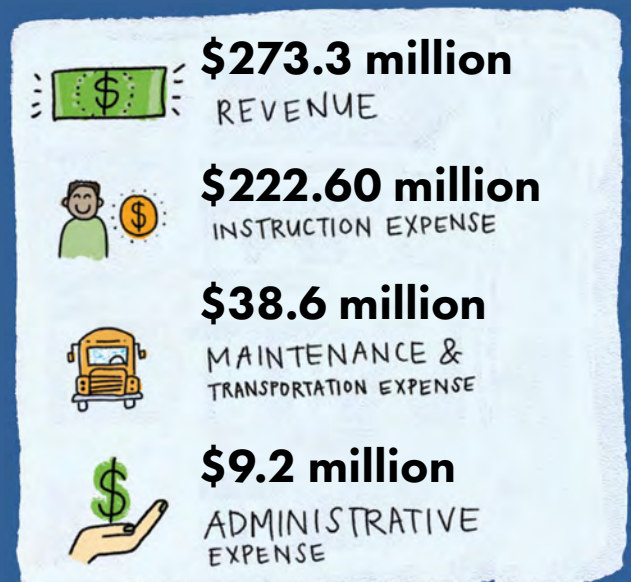 $273.3 million
REVENUE
$222.60 million
INSTRUCTION EXPENSE
$38.6 million
MAINTENANCE &
TRANSPORTATION EXPENSE
$9.2 million
ADMINISTRATIVE
EXPENSE